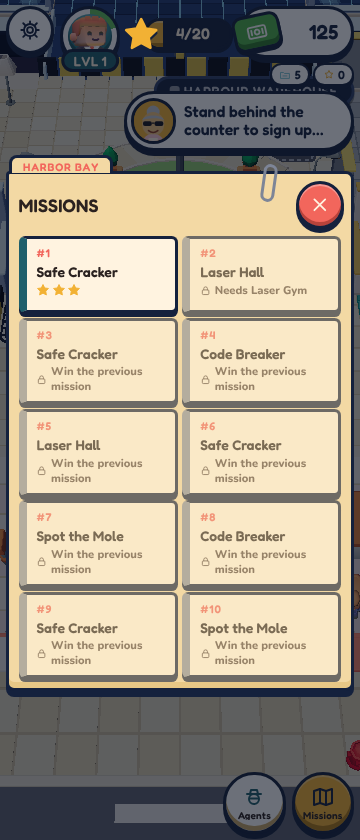 4/20
125
LVL 1
5
0
HARBOUR WAREHOUSE
Stand behind the
counter to sign up...
HARBOR BAY
MISSIONS
#1
Safe Cracker
#2
Laser Hall
Needs Laser Gym
#3
Safe Cracker
Win the previous
mission
#4
Code Breaker
Win the previous
mission
#5
Laser Hall
Win the previous
mission
#6
Safe Cracker
Win the previous
mission
#7
Spot the Mole
Win the previous
mission
#8
Code Breaker
Win the previous
mission
#9
Safe Cracker
Win the previous
mission
#10
Spot the Mole
Win the previous
mission
Agents
Missions